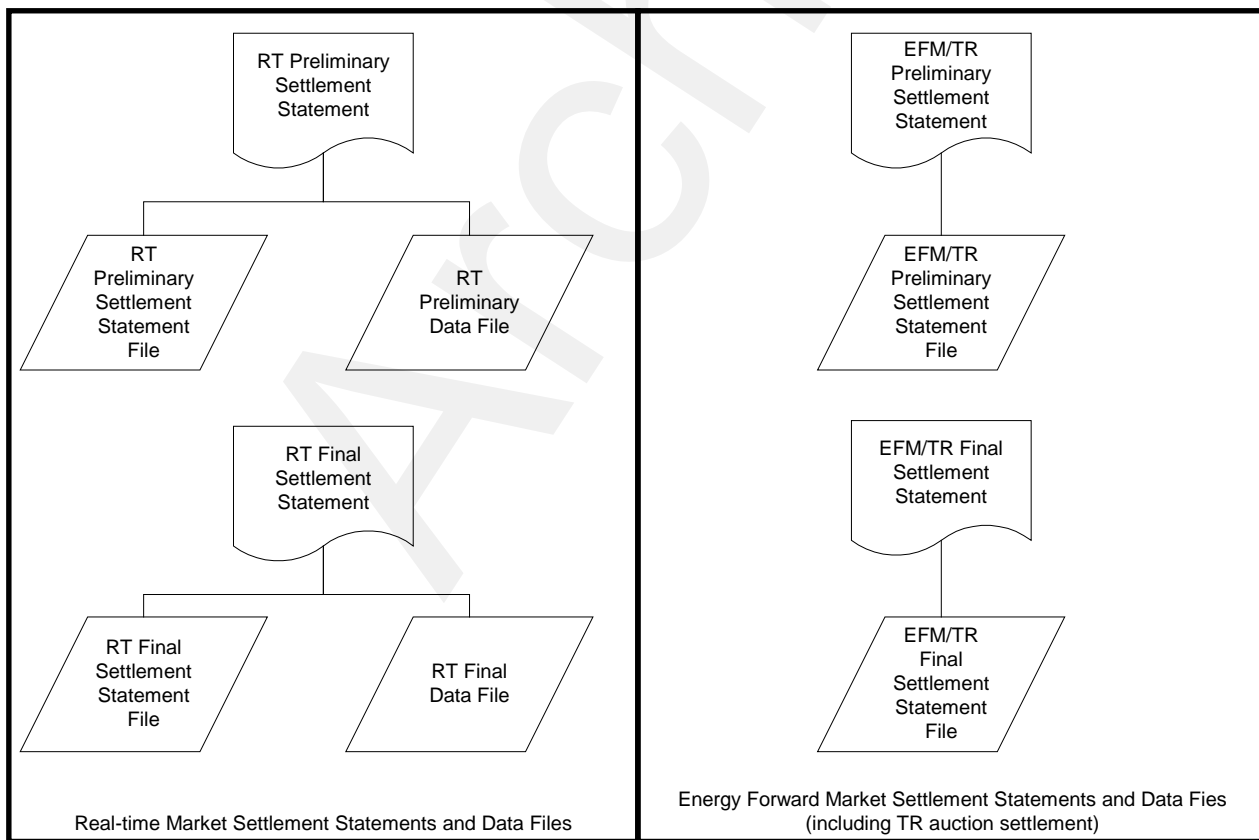 RT Preliminary
Settlement
Statement
RT
Preliminary
Settlement
Statement
File
RT
Preliminary
Data File
RT Final
Settlement
Statement
RT Final
Settlement
Statement
File
RT Final
Data File
Real-time Market Settlement Statements and Data Files
EFM/TR
Preliminary
Settlement
Statement
EFM/TR
Preliminary
Settlement
Statement
File
EFM/TR Final
Settlement
Statement
EFM/TR
Final
Settlement
Statement
File
Energy Forward Market Settlement Statements and Data Fies
(including TR auction settlement)
Arch